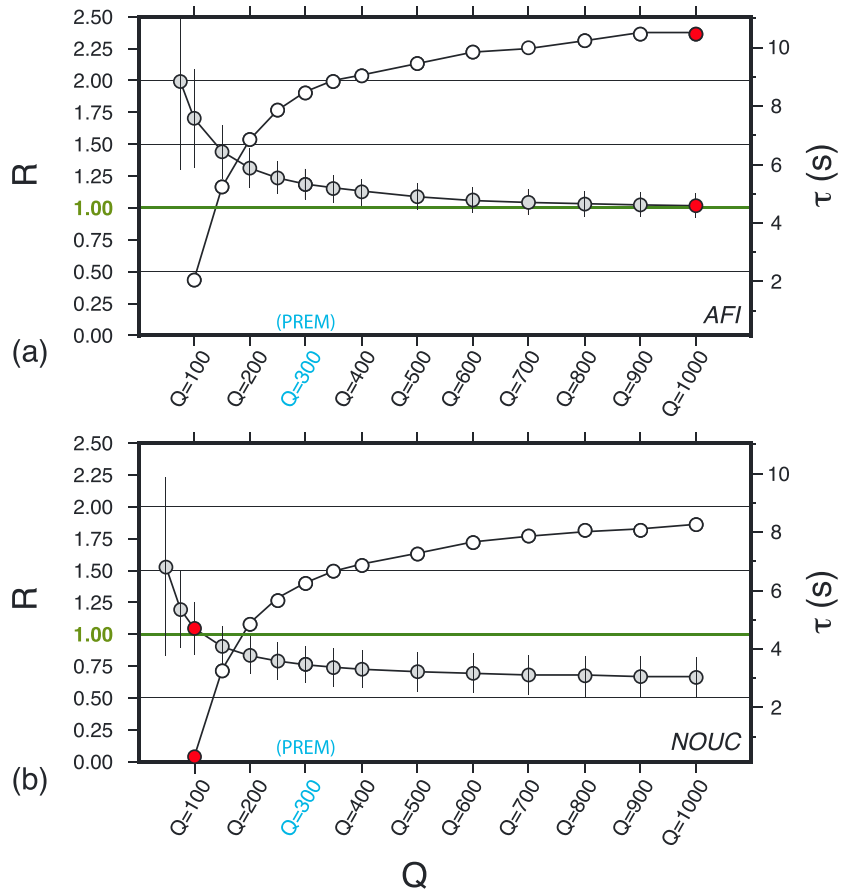 2.50
2.25
2.00
1.75
1.50
1.25
1.00
0.75
0.50
0.25
0.00
R
10
8
6
4
2
τ (s)
(PREM)
AFI
(a)
Q=100
Q=200
Q=300
Q=400
Q=500
Q=600
Q=700
Q=800
Q=900
Q=1000
2.50
2.25
2.00
1.75
1.50
1.25
1.00
0.75
0.50
0.25
0.00
R
10
8
6
4
2
τ (s)
(PREM)
NOUC
(b)
Q=100
Q=200
Q=300
Q=400
Q=500
Q=600
Q=700
Q=800
Q=900
Q=1000
Q